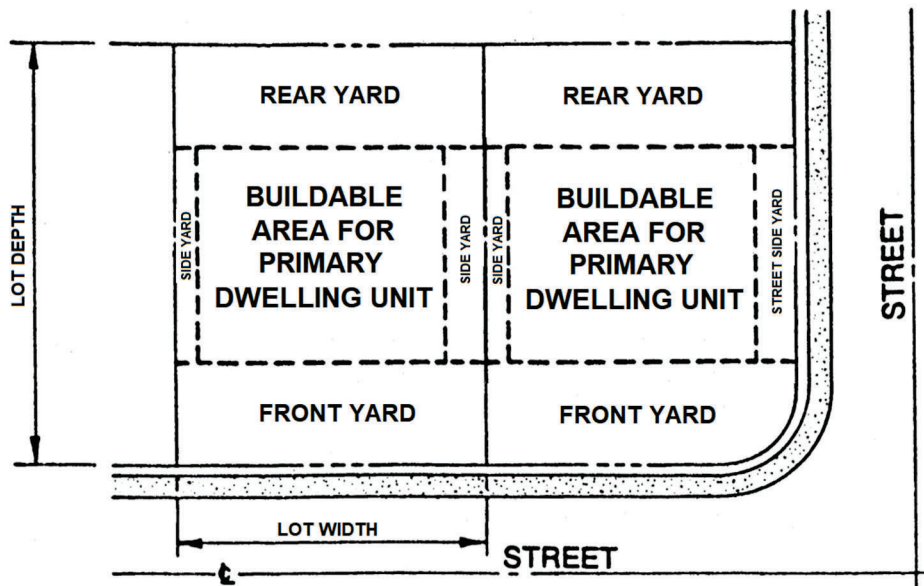 REAR YARD
REAR YARD
LOT DEPTH
SIDE YARD
BUILDABLE
AREA FOR
PRIMARY
DWELLING UNIT
SIDE YARD
SIDE YARD
BUILDABLE
AREA FOR
PRIMARY
DWELLING UNIT
STREET SIDE YARD
STREET
FRONT YARD
FRONT YARD
LOT WIDTH
STREET
℄